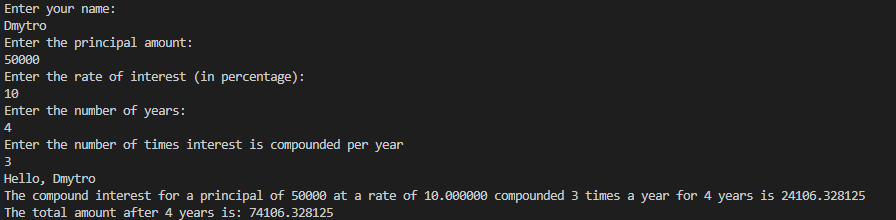 Enter your name:
Dmytro
Enter the principal amount:
50000
Enter the rate of interest (in percentage):
10
Enter the number of years:
4
Enter the number of times interest is compounded per year
3
Hello, Dmytro
The compound interest for a principal of 50000 at a rate of 10.000000 compounded 3 times a year for 4 years is 24106.328125
The total amount after 4 years is: 74106.328125